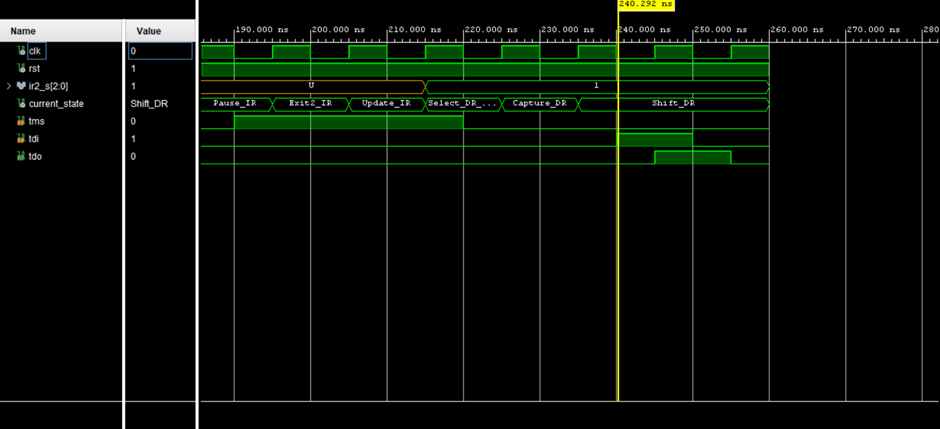 240.292 ns
Name Value
190.000 ns 200.000 ns 210.000 ns 220.000 ns 230.000 ns 240.000 ns 250.000 ns 260.000 ns 270.000 ns 280
clk 0
rst 1
ir2_s[2:0] 1 U 1
current_state Shift_DR Pause_IR Exit2_IR Update_IR Select_DR_... Capture_DR Shift_DR
tms 0
tdi 1
tdo 0